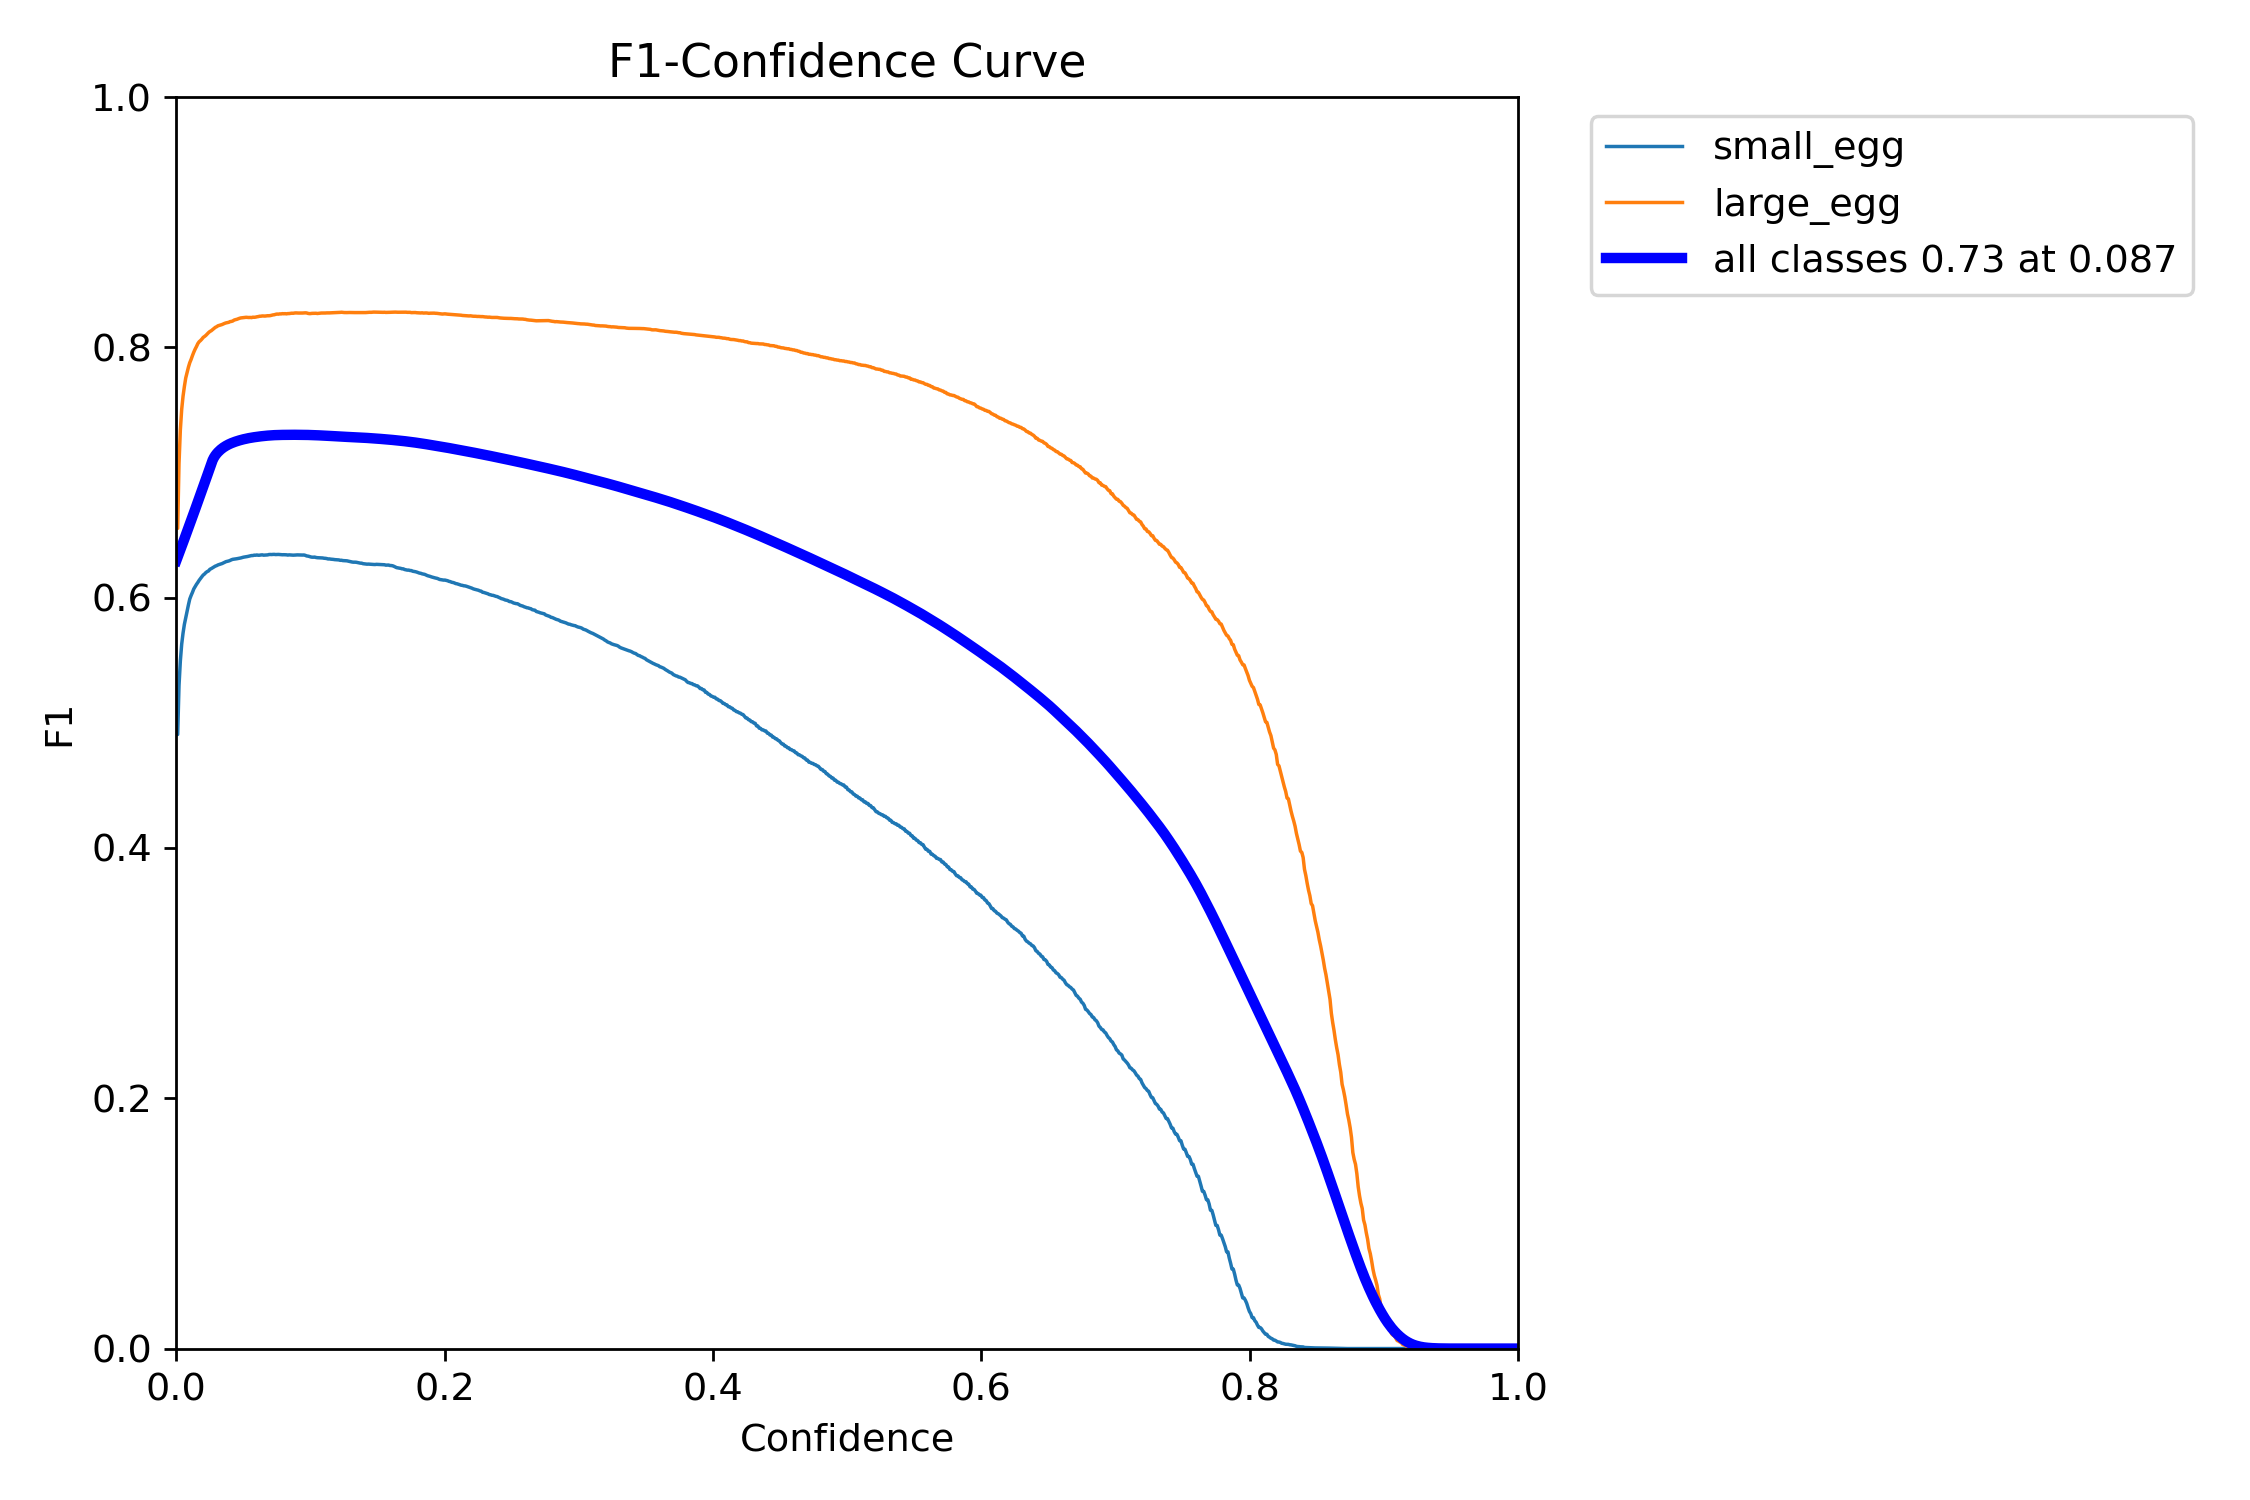 F1-Confidence Curve
1.0
0.8
0.6
0.4
0.2
0.0
F1
0.0 0.2 0.4 0.6 0.8 1.0
Confidence
small_egg
large_egg
all classes 0.73 at 0.087